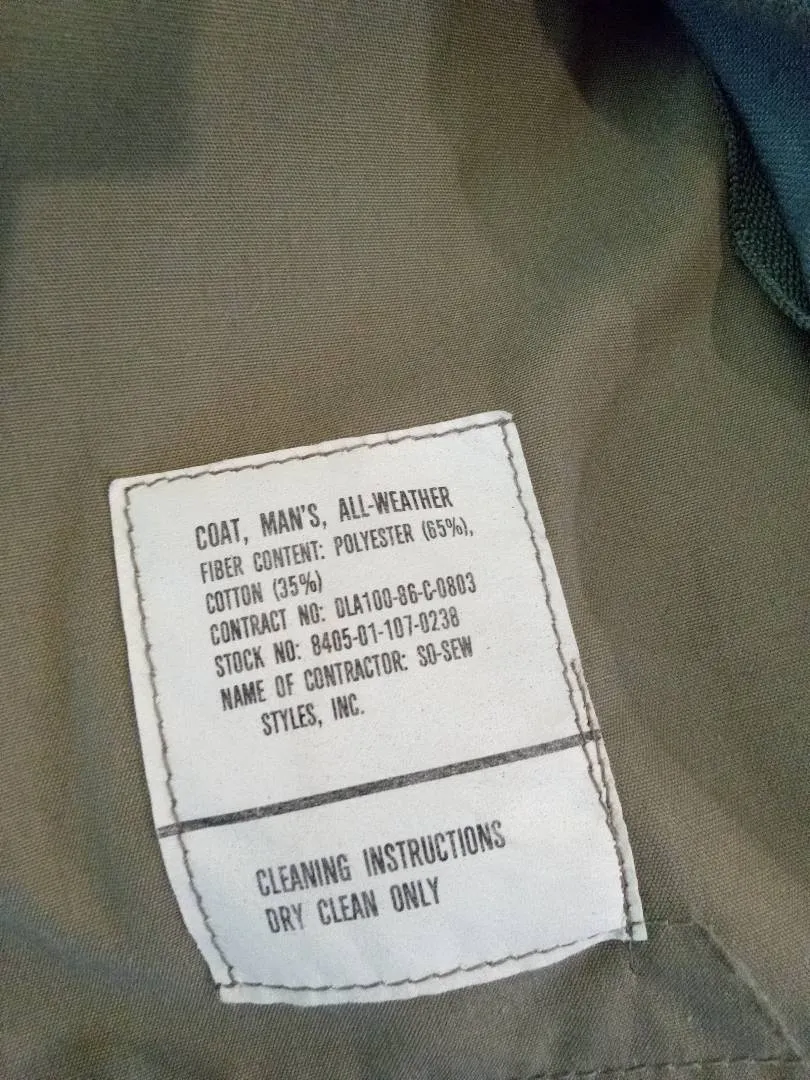 COAT, MAN'S, ALL-WEATHER
FIBER CONTENT: POLYESTER (65%),
COTTON (35%)
CONTRACT NO: DLA100-86-C-0803
STOCK NO: 8405-01-107-0238
NAME OF CONTRACTOR: SO-SEW
STYLES, INC.
CLEANING INSTRUCTIONS
DRY CLEAN ONLY